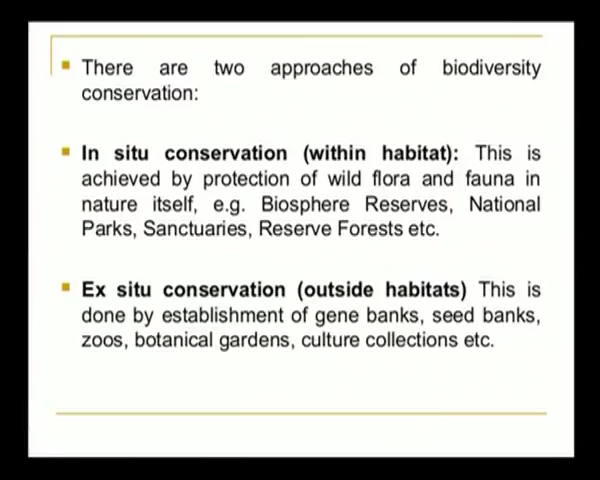 There are two approaches of biodiversity
conservation:
In situ conservation (within habitat): This is
achieved by protection of wild flora and fauna in
nature itself, e.g. Biosphere Reserves, National
Parks, Sanctuaries, Reserve Forests etc.
Ex situ conservation (outside habitats) This is
done by establishment of gene banks, seed banks,
zoos, botanical gardens, culture collections etc.